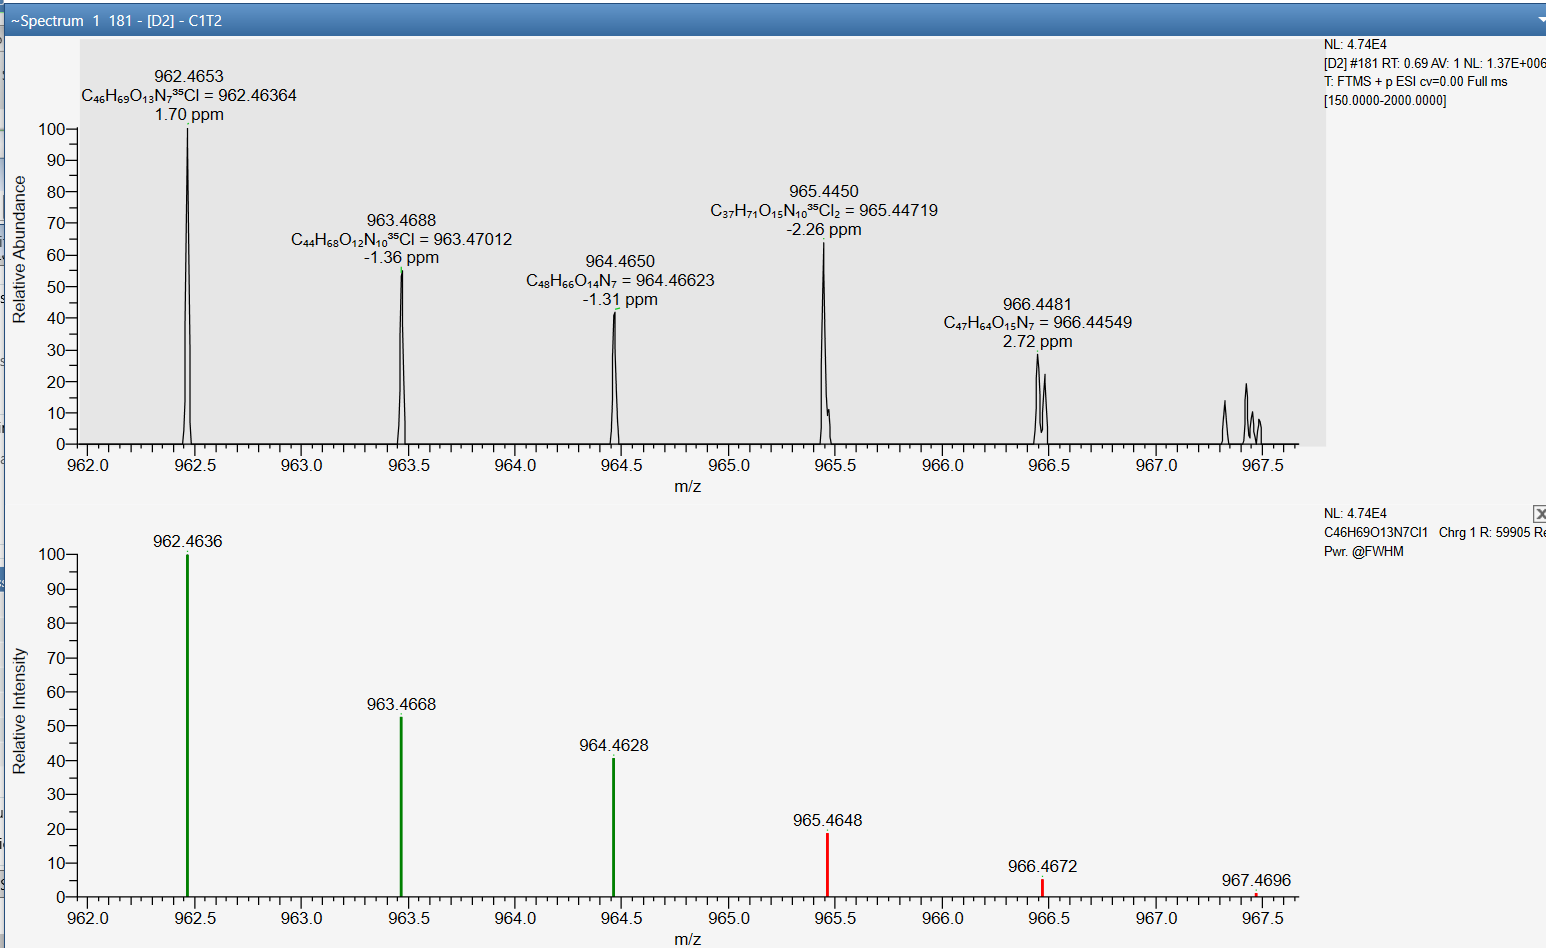 ~Spectrum 1 181 - [D2] - C1T2
NL: 4.74E4
[D2] #181 RT: 0.69 AV: 1 NL: 1.37E+006
T: FTMS + p ESI cv=0.00 Full ms
[150.0000-2000.0000]
962.4653
C₄₆H₆₉O₁₃N₇³⁵Cl = 962.46364
1.70 ppm
963.4688
C₄₄H₆₈O₁₂N₁₀³⁵Cl = 963.47012
-1.36 ppm
964.4650
C₄₈H₆₆O₁₄N₇ = 964.46623
-1.31 ppm
965.4450
C₃₇H₇₁O₁₅N₁₀³⁵Cl₂ = 965.44719
-2.26 ppm
966.4481
C₄₇H₆₄O₁₅N₇ = 966.44549
2.72 ppm
Relative Abundance
100
90
80
70
60
50
40
30
20
10
0
962.0 962.5 963.0 963.5 964.0 964.5 965.0 965.5 966.0 966.5 967.0 967.5
m/z
NL: 4.74E4
C46H69O13N7Cl1 Chrg 1 R: 59905 Re
Pwr. @FWHM
962.4636
963.4668
964.4628
965.4648
966.4672
967.4696
Relative Intensity
100
90
80
70
60
50
40
30
20
10
0
962.0 962.5 963.0 963.5 964.0 964.5 965.0 965.5 966.0 966.5 967.0 967.5
m/z